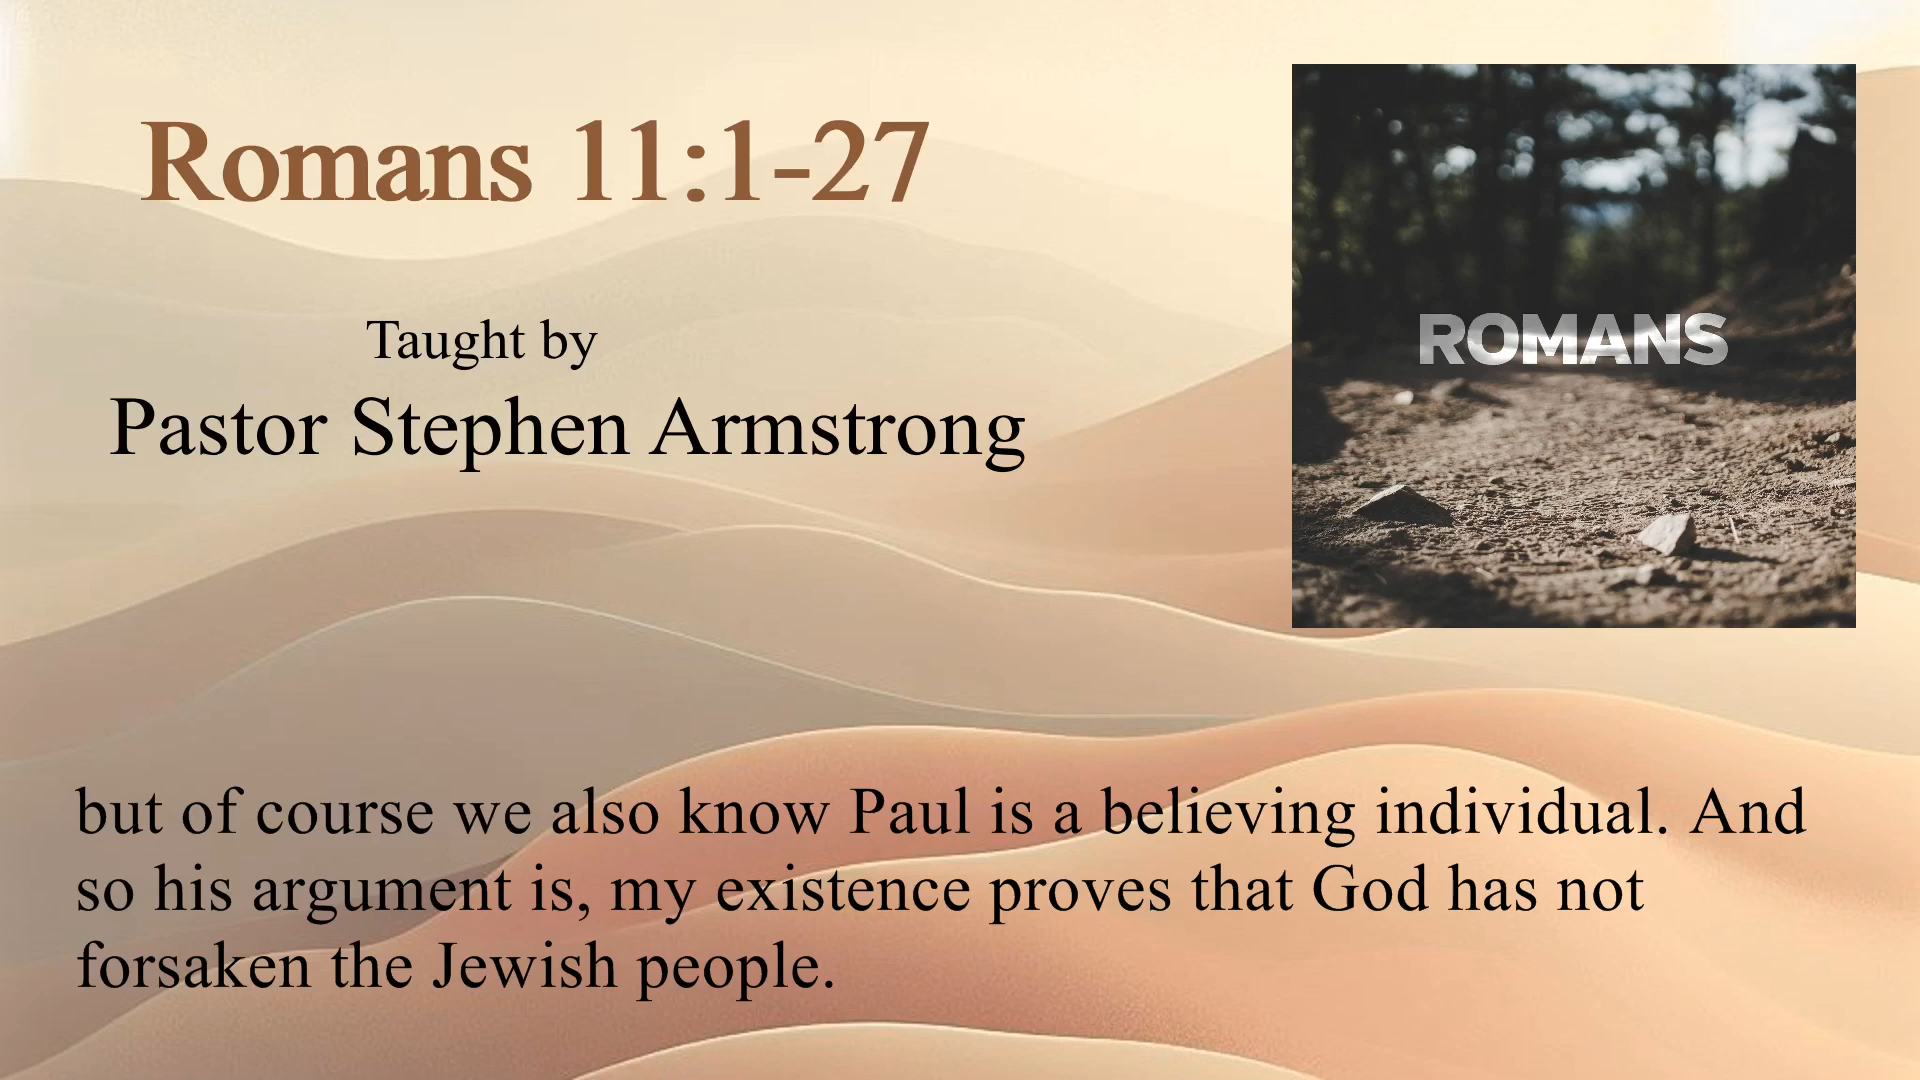 Romans 11:1-27
ROMANS
Taught by
Pastor Stephen Armstrong
but of course we also know Paul is a believing individual. And
so his argument is, my existence proves that God has not
forsaken the Jewish people.